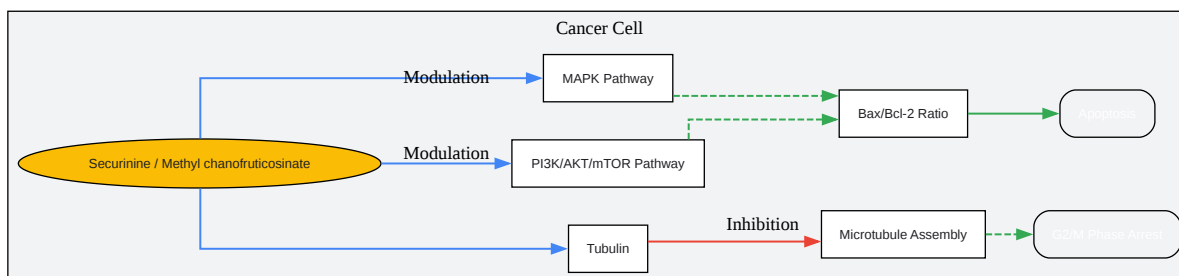 Cancer Cell
Modulation
MAPK Pathway
Bax/Bcl-2 Ratio
Apoptosis
Securinine / Methyl chanofruticosinate
Modulation
PI3K/AKT/mTOR Pathway
Inhibition
Tubulin
Microtubule Assembly
G2/M Phase Arrest